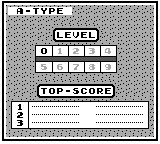 A-TYPE
LEVEL
0 1 2 3 4
5 6 7 8 9
TOP-SCORE
1
2
3